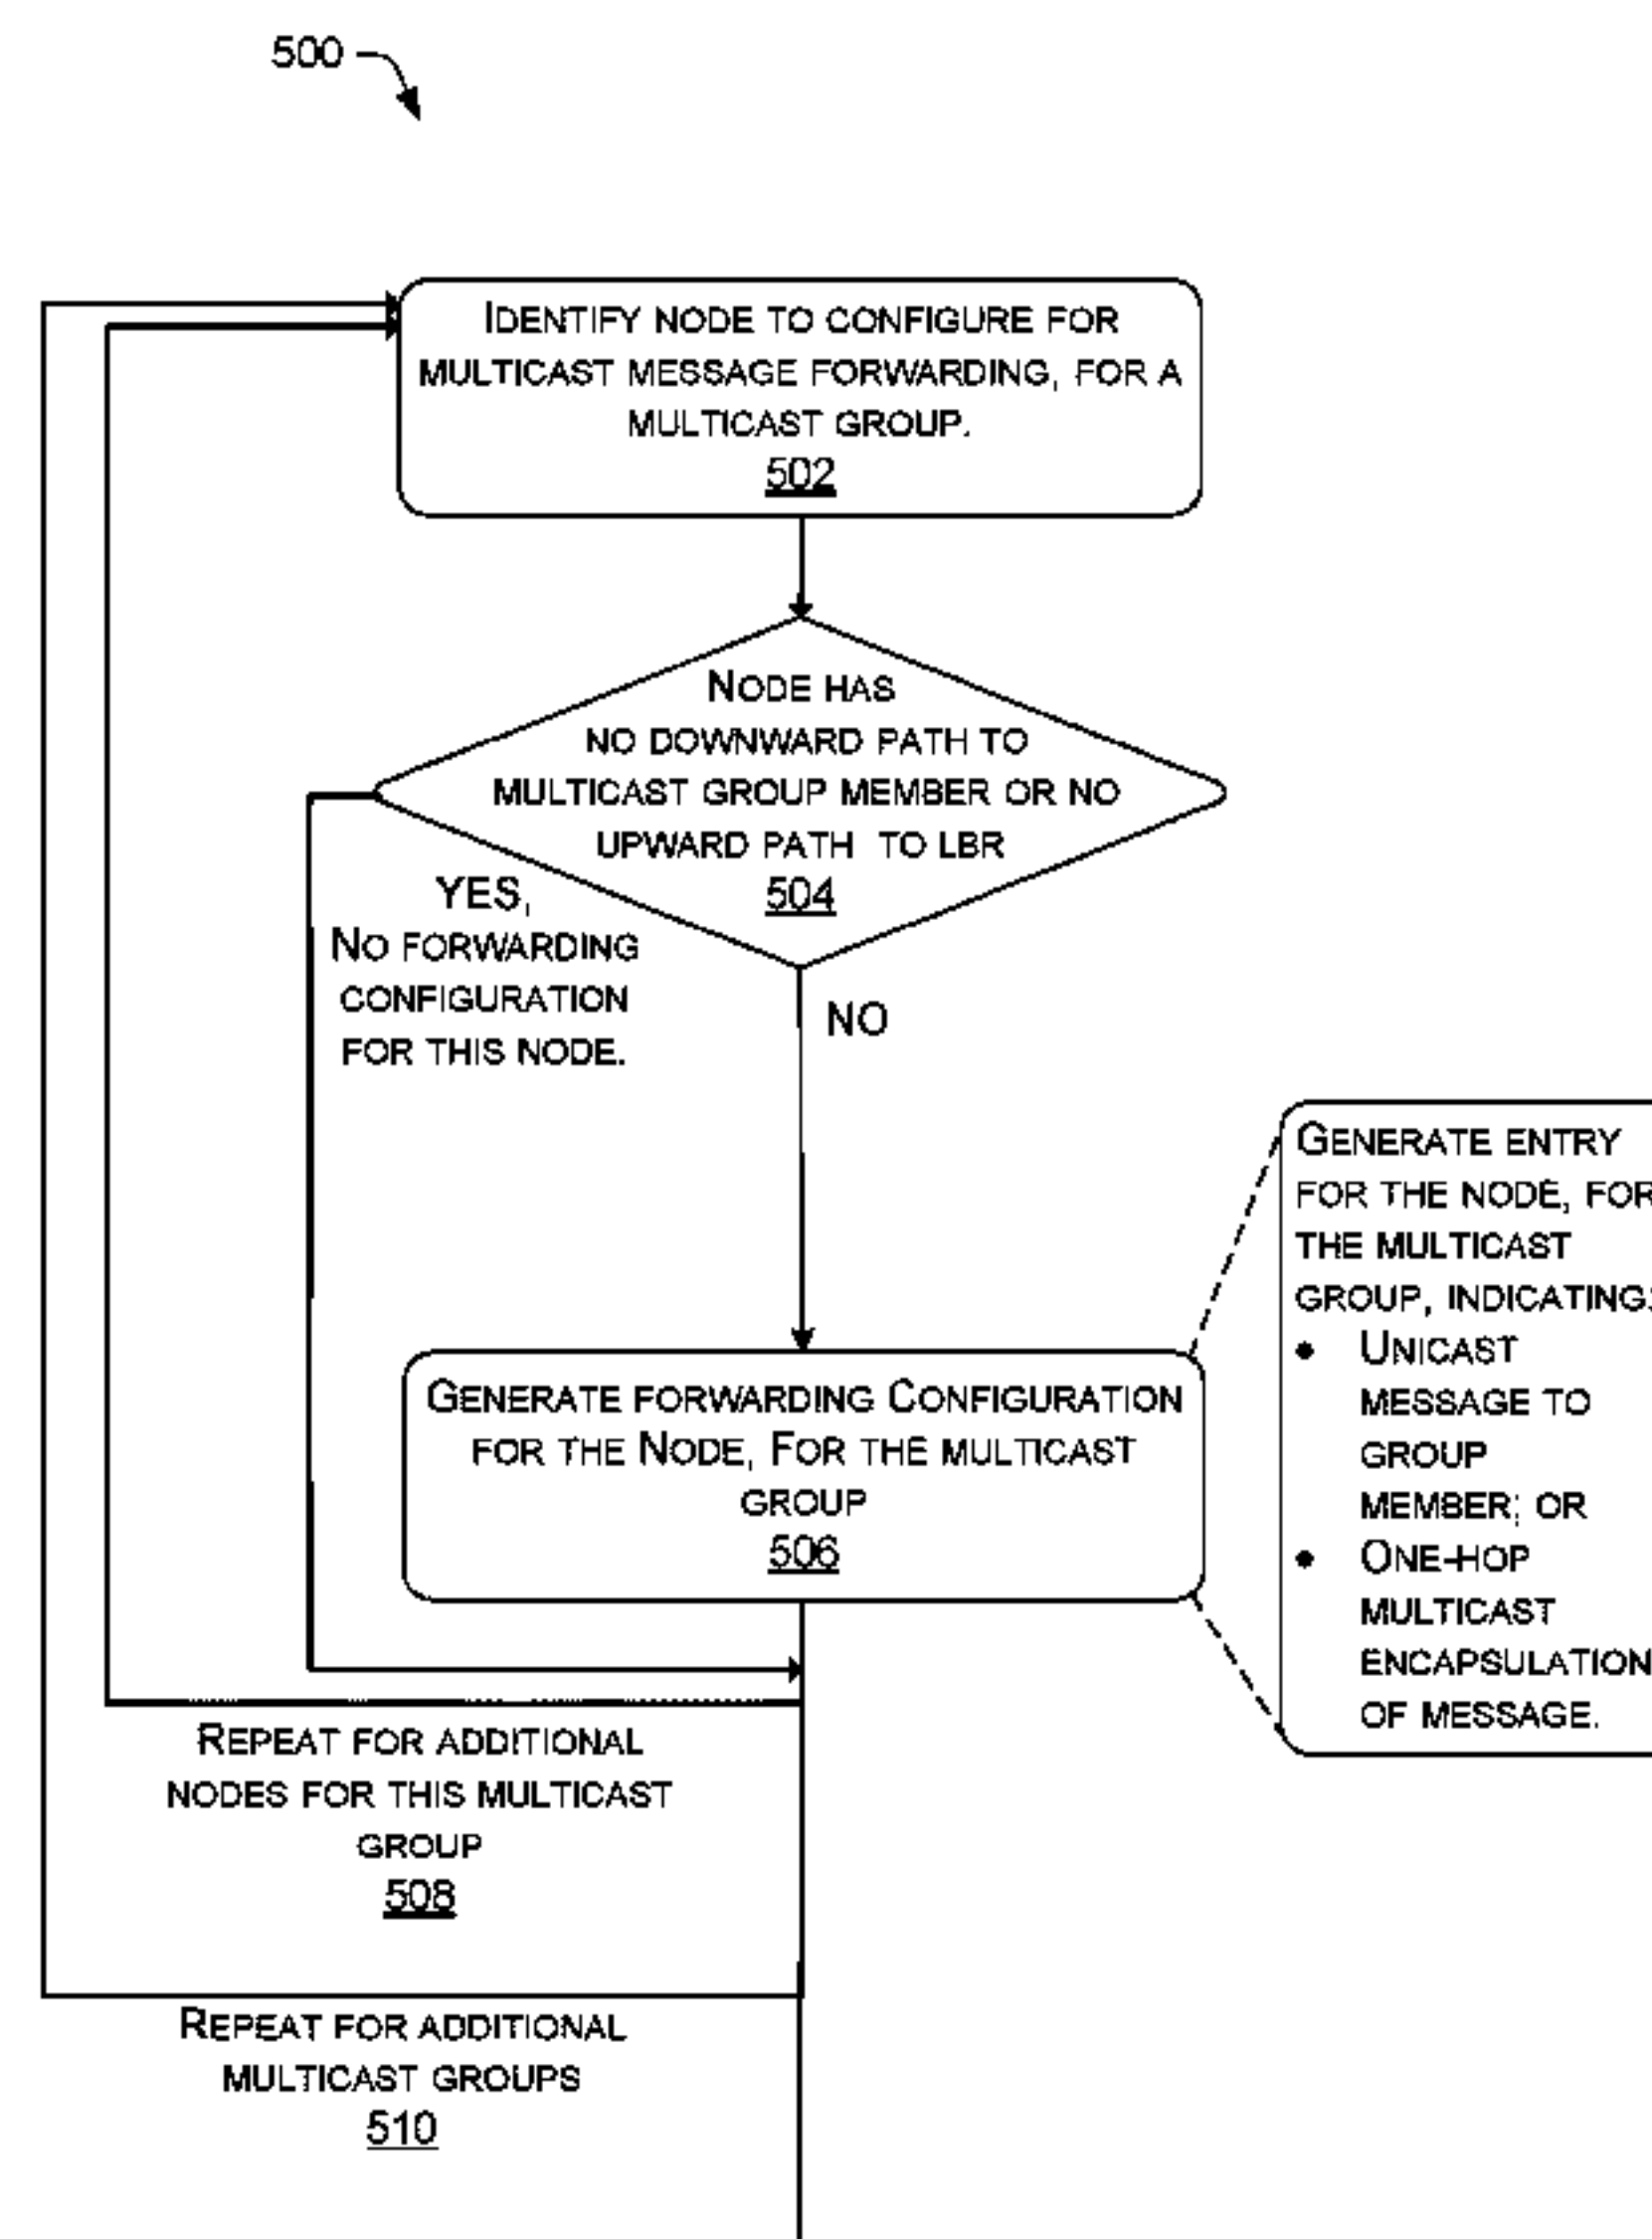 500
IDENTIFY NODE TO CONFIGURE FOR
MULTICAST MESSAGE FORWARDING, FOR A
MULTICAST GROUP.
502
NODE HAS
NO DOWNWARD PATH TO
MULTICAST GROUP MEMBER OR NO
UPWARD PATH TO LBR
504
YES,
NO FORWARDING
CONFIGURATION
FOR THIS NODE.
NO
GENERATE FORWARDING CONFIGURATION
FOR THE NODE, FOR THE MULTICAST
GROUP
506
GENERATE ENTRY
FOR THE NODE, FOR
THE MULTICAST
GROUP, INDICATING:
• UNICAST
MESSAGE TO
GROUP
MEMBER; OR
• ONE-HOP
MULTICAST
ENCAPSULATION
OF MESSAGE.
REPEAT FOR ADDITIONAL
NODES FOR THIS MULTICAST
GROUP
508
REPEAT FOR ADDITIONAL
MULTICAST GROUPS
510